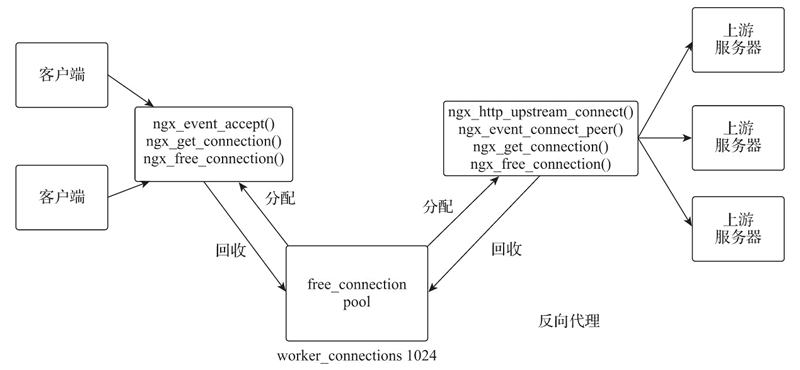 客户端
客户端
ngx_event_accept()
ngx_get_connection()
ngx_free_connection()
分配
回收
free_connection
pool
worker_connections 1024
分配
回收
ngx_http_upstream_connect()
ngx_event_connect_peer()
ngx_get_connection()
ngx_free_connection()
上游
服务器
上游
服务器
上游
服务器
反向代理